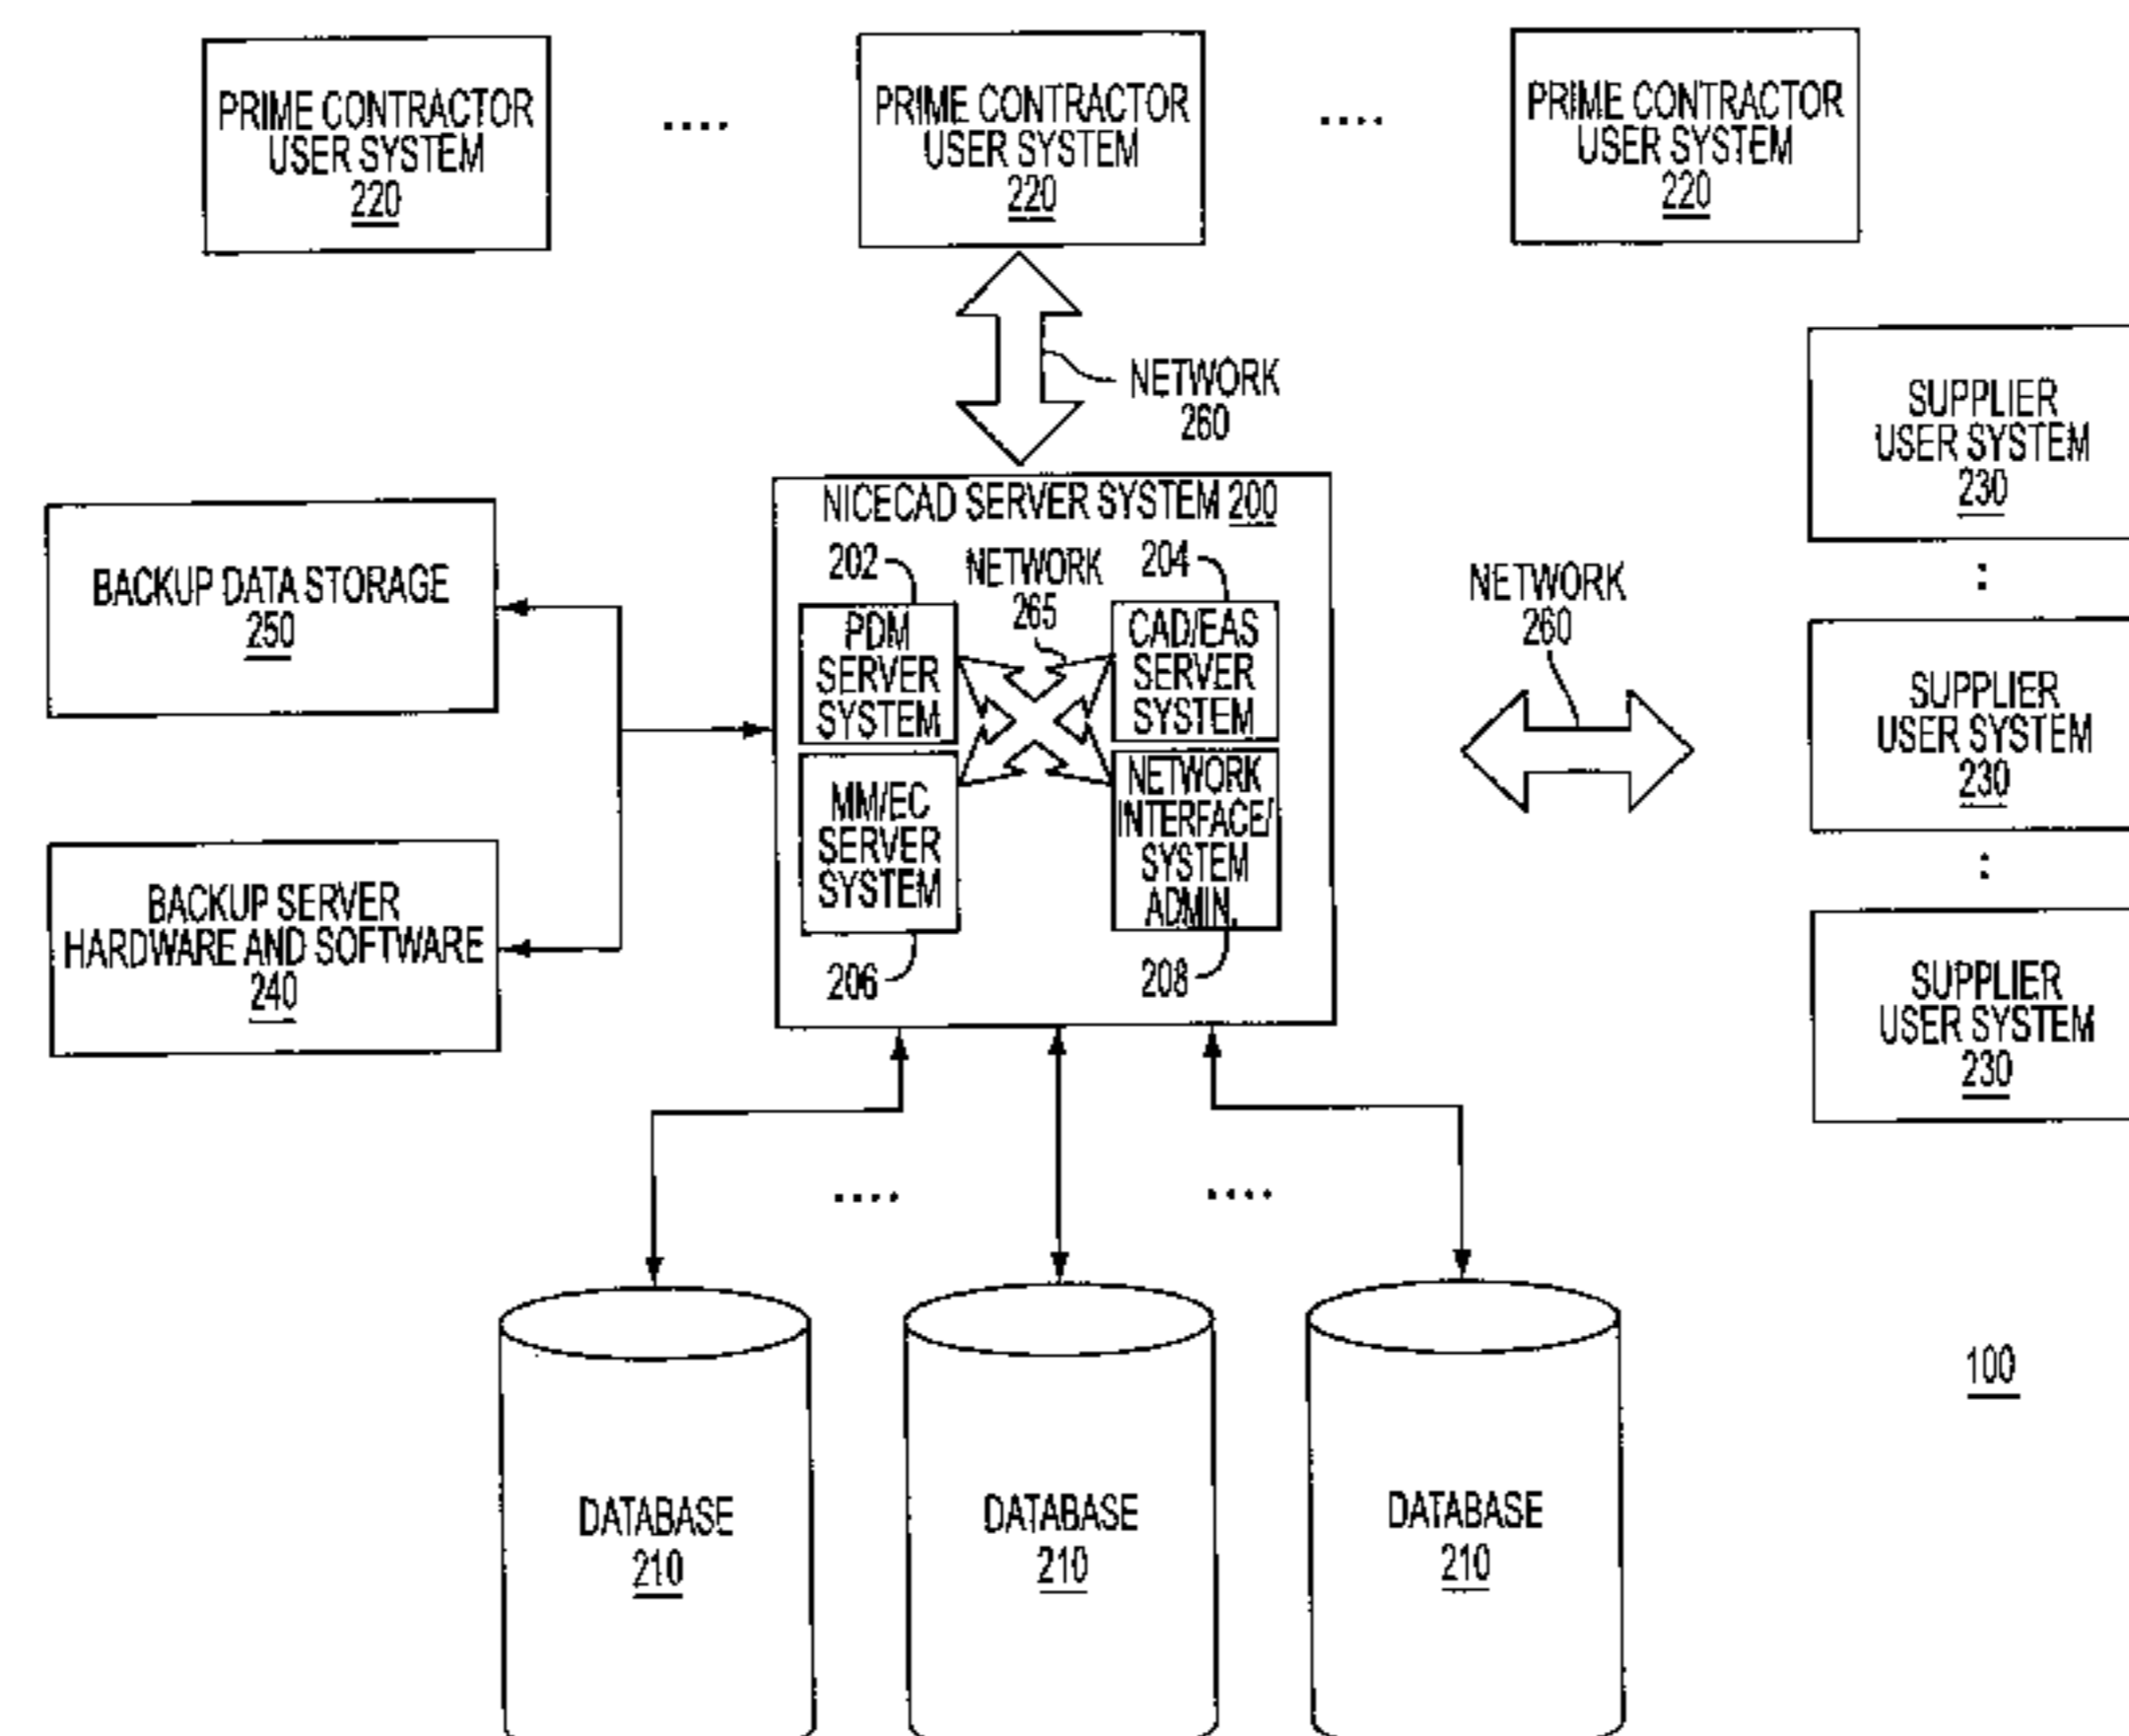 PRIME CONTRACTOR
USER SYSTEM
220
....
PRIME CONTRACTOR
USER SYSTEM
220
....
PRIME CONTRACTOR
USER SYSTEM
220
NETWORK
260
SUPPLIER
USER SYSTEM
230
:
SUPPLIER
USER SYSTEM
230
:
SUPPLIER
USER SYSTEM
230
BACKUP DATA STORAGE
250
BACKUP SERVER
HARDWARE AND SOFTWARE
240
NICECAD SERVER SYSTEM 200
202
NETWORK
265
204
PDM
SERVER
SYSTEM
CAD/EAS
SERVER
SYSTEM
MM/EC
SERVER
SYSTEM
NETWORK
INTERFACE/
SYSTEM
ADMIN.
206
208
NETWORK
260
....
....
DATABASE
210
DATABASE
210
DATABASE
210
100